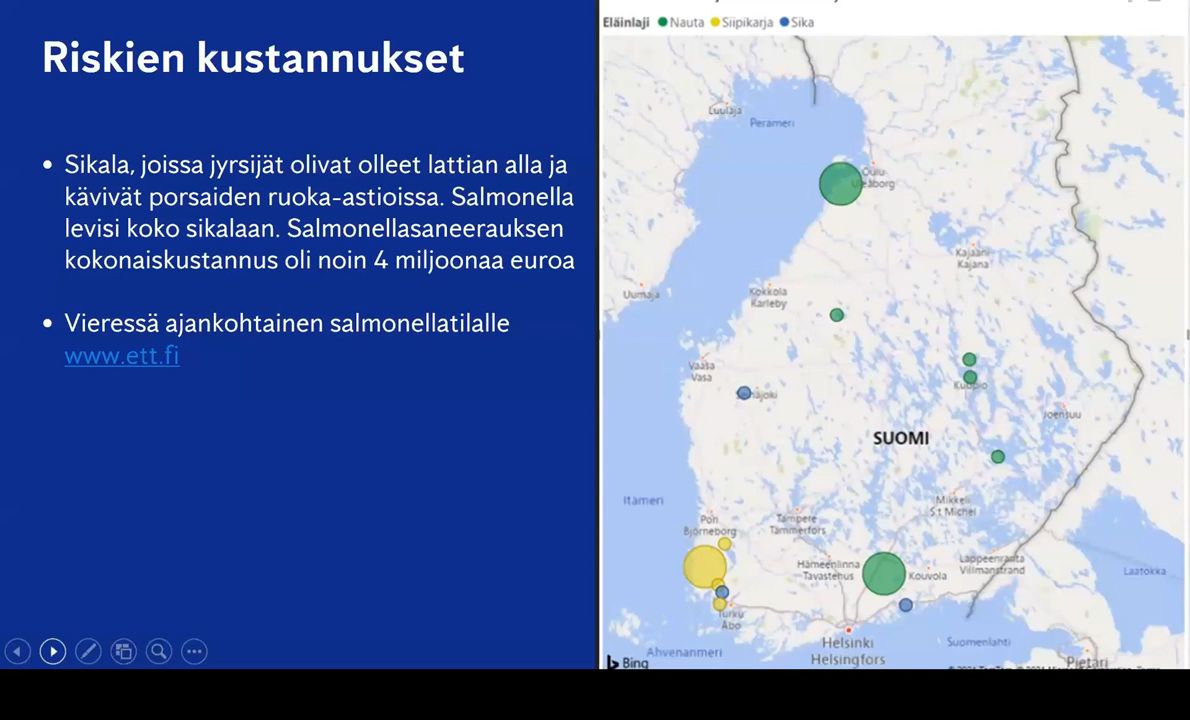 Riskien kustannukset
• Sikala, joissa jyrsijät olivat olleet lattian alla ja
kävivät porsaiden ruoka-astioissa. Salmonella
levisi koko sikalaan. Salmonellasaneerauksen
kokonaiskustannus oli noin 4 miljoonaa euroa
• Vieressä ajankohtainen salmonellatilalle
www.ett.fi
Eläinlaji Nauta Siipikarja Sika
Luulaja
Perämeri
Oulu
Uleåborg
Kajaani
Kajana
Uumaja
Kokkola
Karleby
Vaasa
Vasa
Kuopio
Joensuu
SUOMI
Itämeri
Mikkeli
S:t Michel
Pori
Björneborg
Tampere
Tammerfors
Hämeenlinna
Tavastehus
Kouvola
Lappeenranta
Villmanstrand
Laatokka
Turku
Åbo
Helsinki
Helsingfors
Suomenlahti
Ahvenanmeri
Pietari
Bing